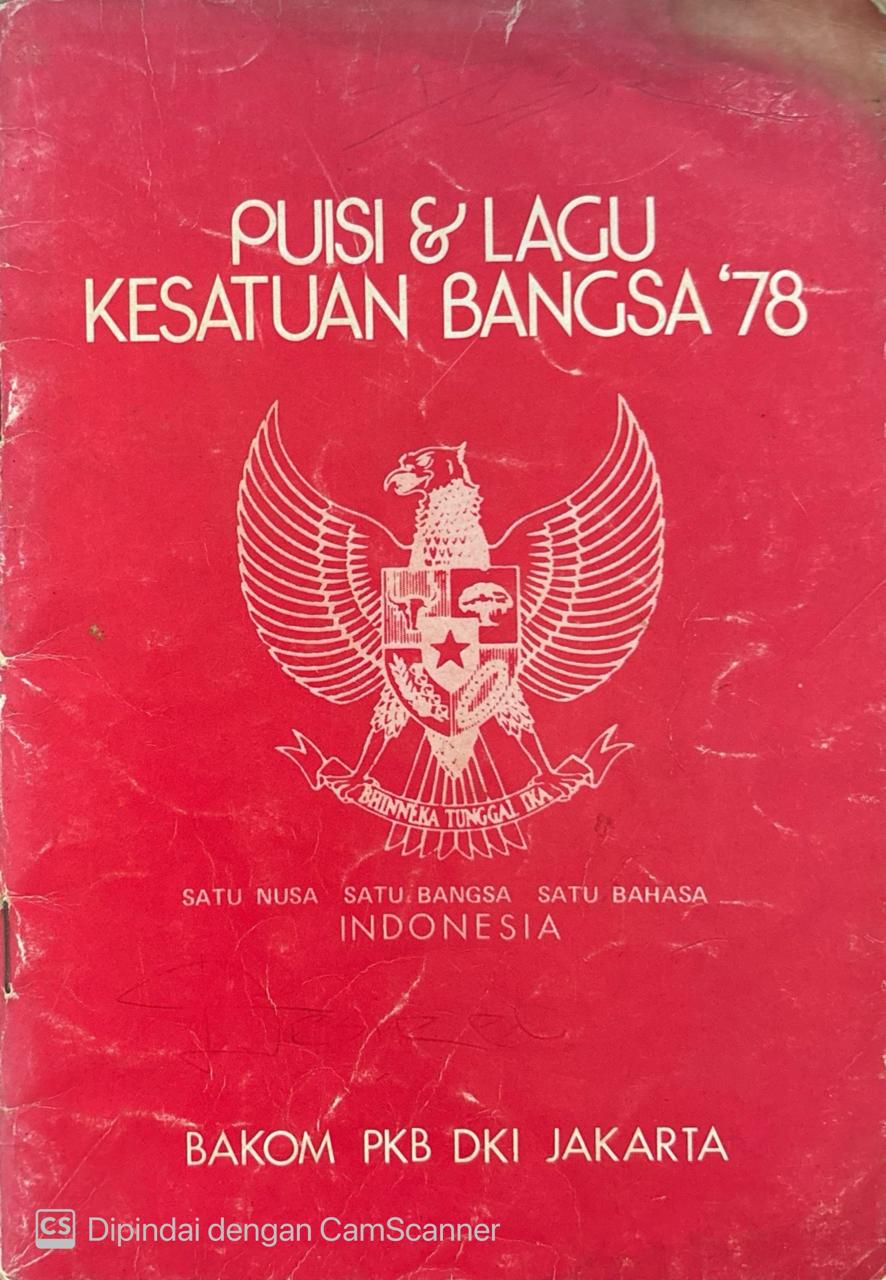 PUISI & LAGU
KESATUAN BANGSA '78
BHINNEKA TUNGGAL IKA
SATU NUSA SATU BANGSA SATU BAHASA
INDONESIA
BAKOM PKB DKI JAKARTA
CS Dipindai dengan CamScanner